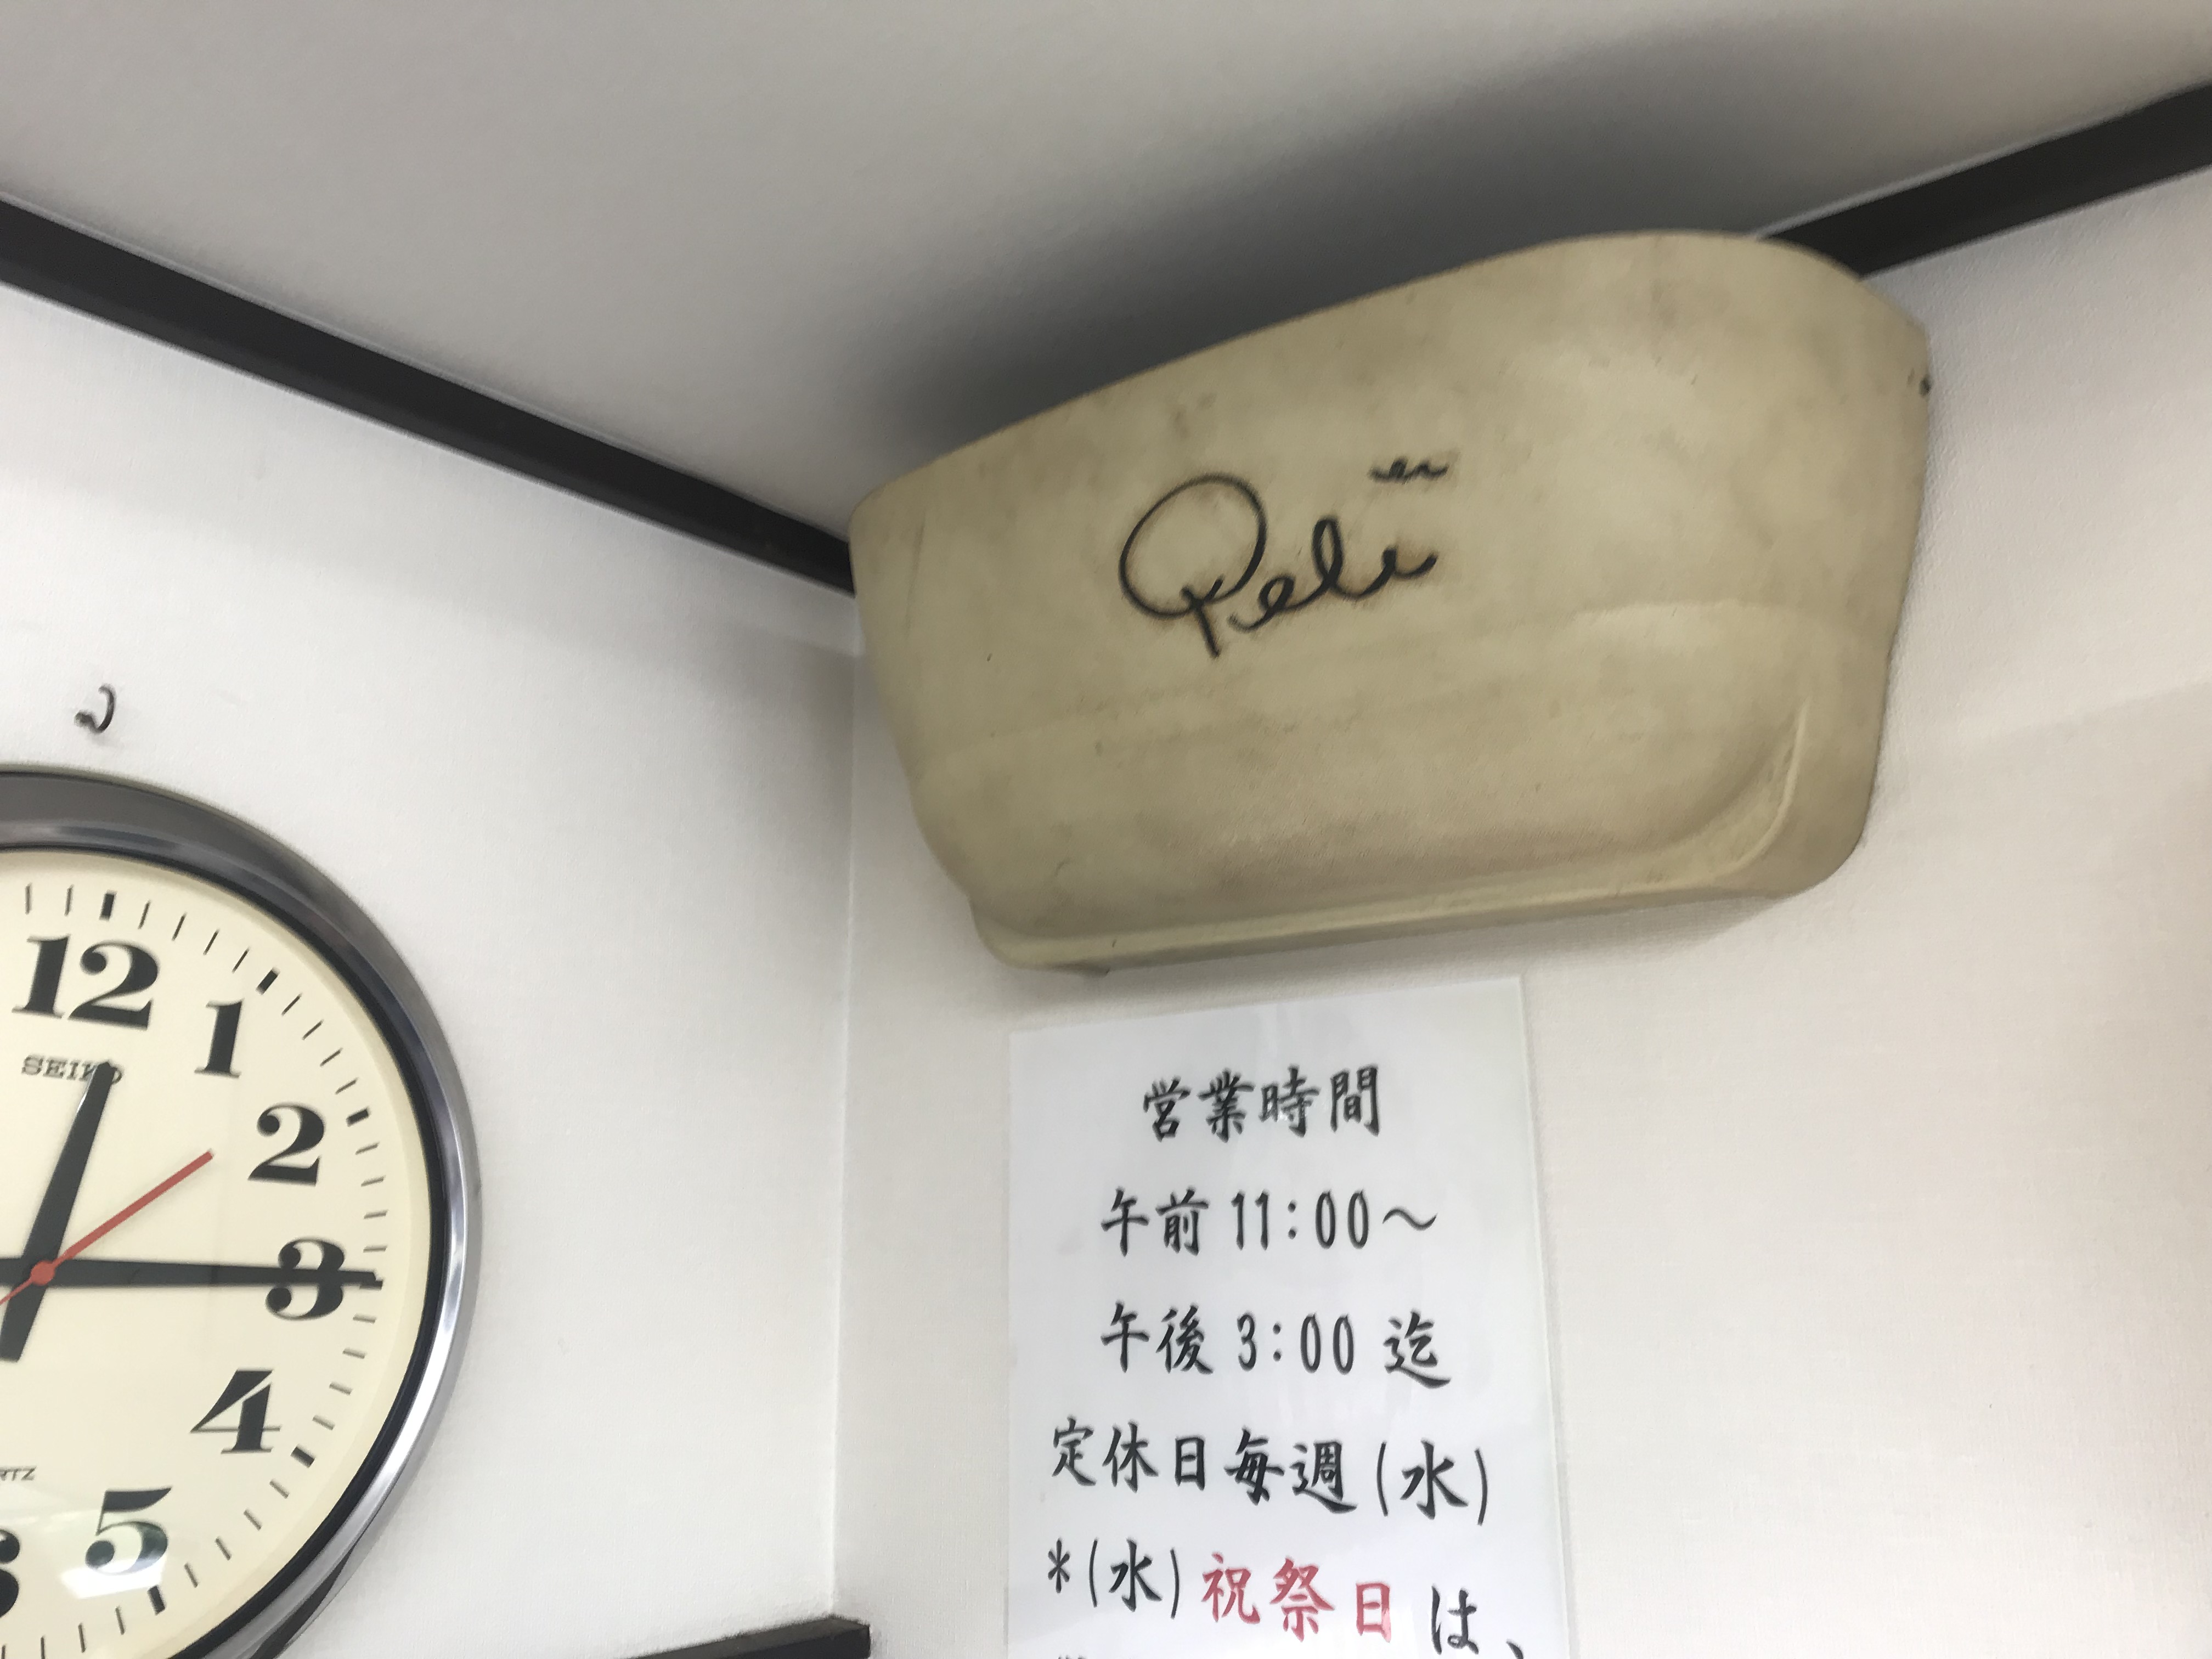 Peli
12
1
SEIKO
2
3
4
5
営業時間
午前 11:00～
午後 3:00 迄
定休日毎週(水)
*(水)祝祭日は、